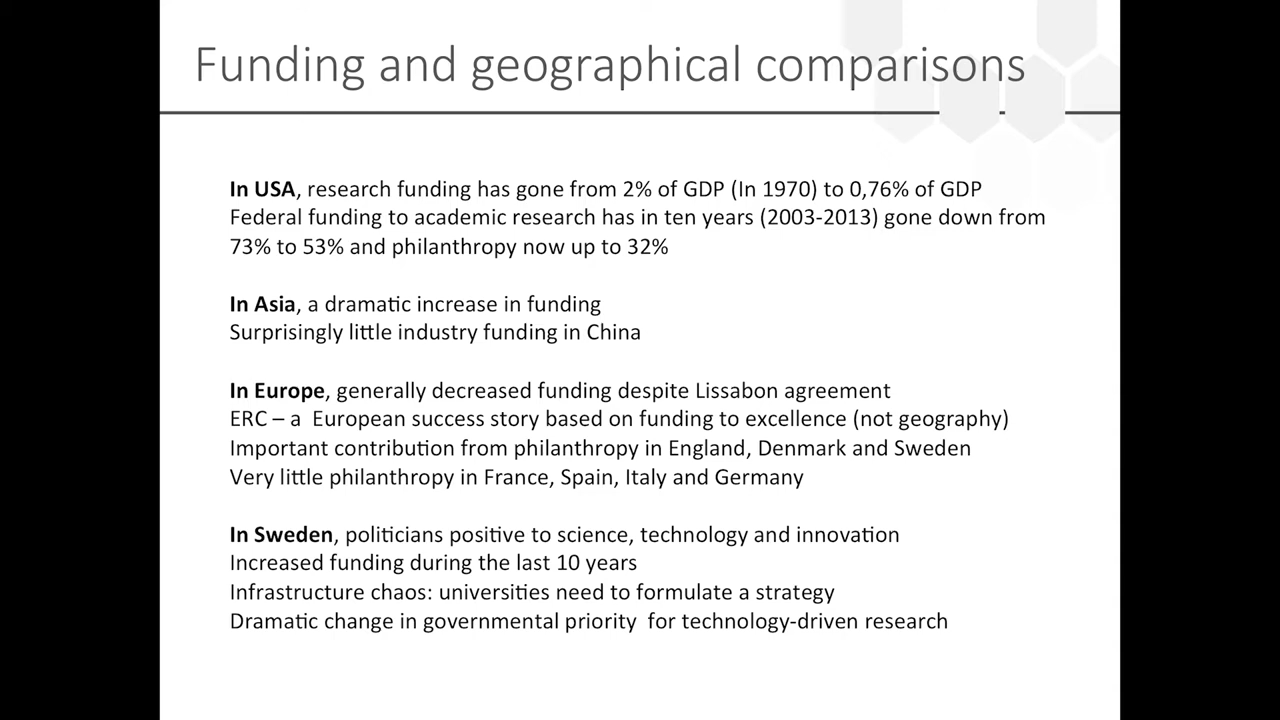 Funding and geographical comparisons
In USA, research funding has gone from 2% of GDP (In 1970) to 0,76% of GDP
Federal funding to academic research has in ten years (2003-2013) gone down from
73% to 53% and philanthropy now up to 32%
In Asia, a dramatic increase in funding
Surprisingly little industry funding in China
In Europe, generally decreased funding despite Lissabon agreement
ERC – a  European success story based on funding to excellence (not geography)
Important contribution from philanthropy in England, Denmark and Sweden
Very little philanthropy in France, Spain, Italy and Germany
In Sweden, politicians positive to science, technology and innovation
Increased funding during the last 10 years
Infrastructure chaos: universities need to formulate a strategy
Dramatic change in governmental priority  for technology-driven research